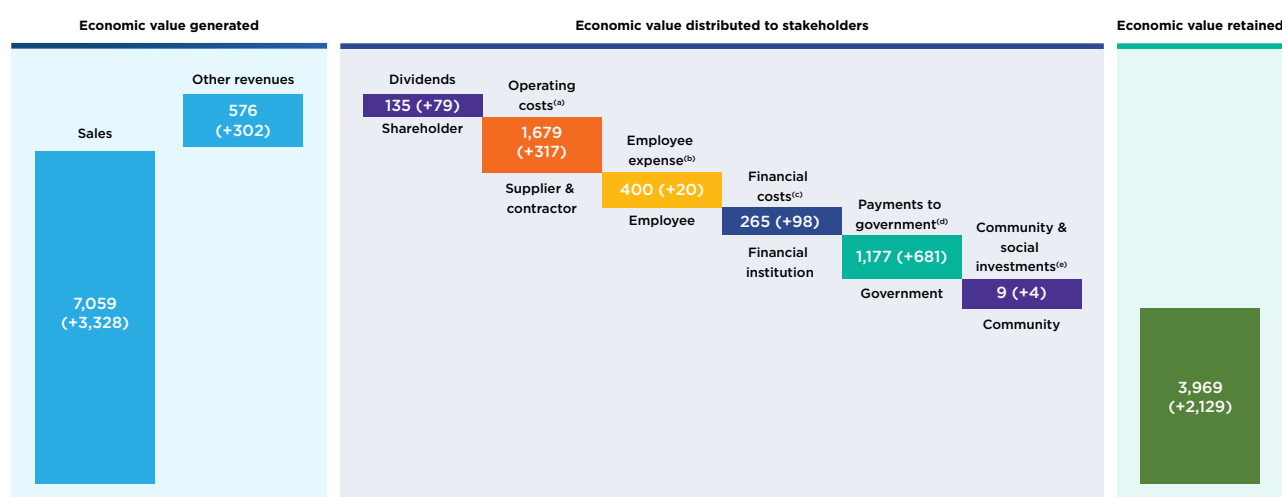 Economic value generated
Economic value distributed to stakeholders
Economic value retained
Sales
7,059
(+3,328)
Other revenues
576
(+302)
Dividends
135 (+79)
Shareholder
Operating
costs(a)
1,679
(+317)
Supplier &
contractor
Employee
expense(b)
400 (+20)
Employee
Financial
costs(c)
265 (+98)
Financial
institution
Payments to
government(d)
1,177 (+681)
Government
Community &
social
investments(e)
9 (+4)
Community
3,969
(+2,129)